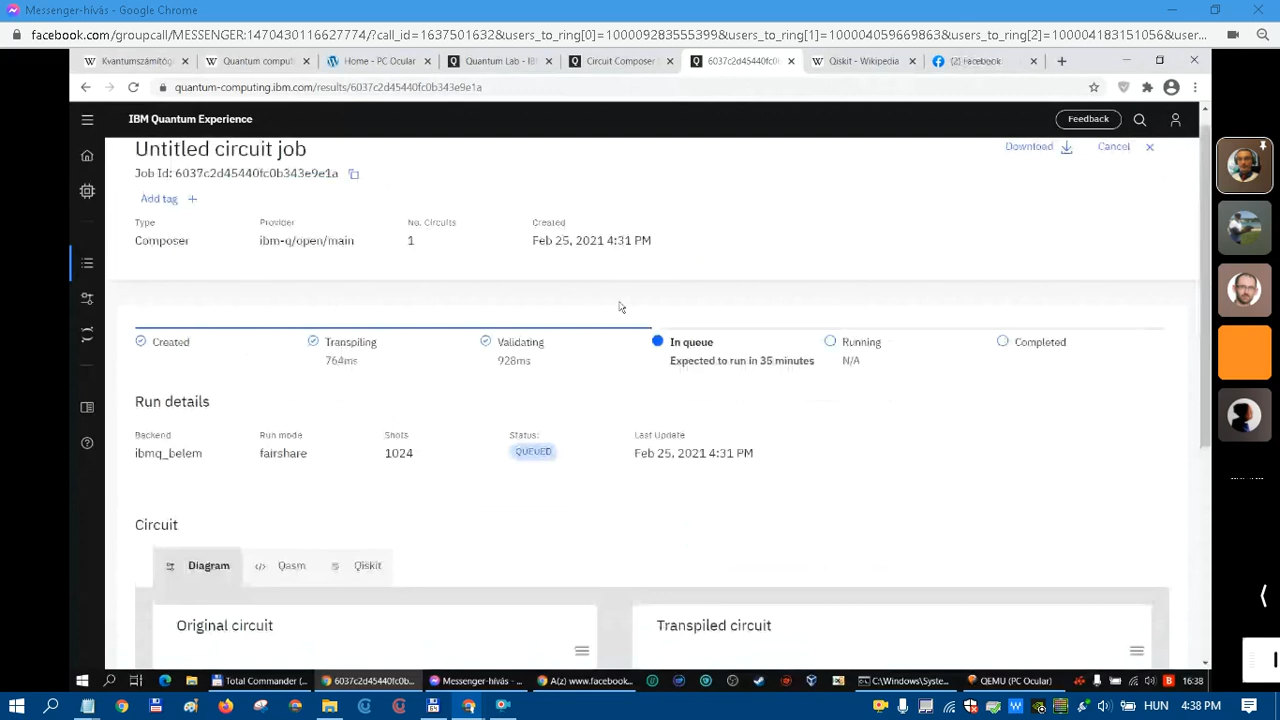 Messenger-hívás - Google Chrome
facebook.com/groupcall/MESSENGER:1470430116627774/?call_id=1637501632&users_to_ring[0]=100009283555399&users_to_ring[1]=100004059669863&users_to_ring[2]=100004183151056&us...
Kvantumszámítóg
Quantum computi
Home - PC Ocular
Quantum Lab - IB
Circuit Composer
6037c2d45440fc0b
Qiskit - Wikipedia
(2) Facebook
quantum-computing.ibm.com/results/6037c2d45440fc0b343e9e1a
IBM Quantum Experience
Feedback
Untitled circuit job
Download
Cancel
Job Id: 6037c2d45440fc0b343e9e1a
Add tag +
Type
Provider
No. Circuits
Created
Composer
ibm-q/open/main
1
Feb 25, 2021 4:31 PM
Created
Transpiling
Validating
In queue
Running
Completed
764ms
928ms
Expected to run in 35 minutes
N/A
Run details
Backend
Run mode
Shots
Status:
Last Update
ibmq_belem
fairshare
1024
QUEUED
Feb 25, 2021 4:31 PM
Circuit
Diagram
Qasm
Qiskit
Original circuit
Transpiled circuit
Total Commander (...
6037c2d45440fc0b...
Messenger-hívás - ...
A(z) www.facebook...
C:\Windows\Syste...
QEMU (PC Ocular)
HUN
16:38
HUN
4:38 PM